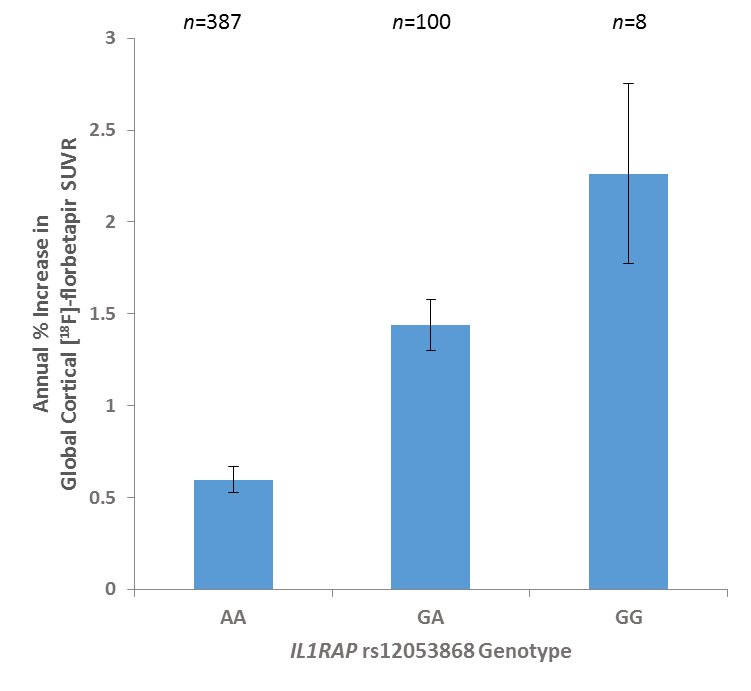 n=387 n=100 n=8
3
2.5
2
1.5
1
0.5
0
Annual % Increase in
Global Cortical [¹⁸F]-florbetapir SUVR
AA GA GG
IL1RAP rs12053868 Genotype